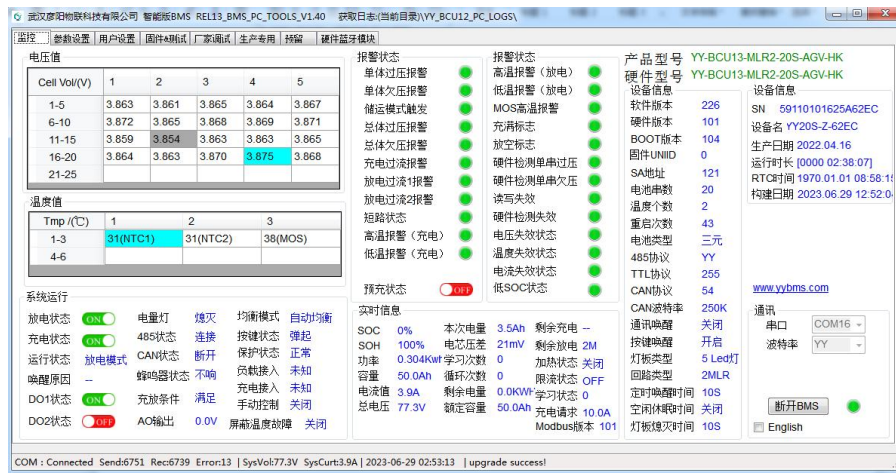 武汉彦阳物联科技有限公司 智能版BMS REL13_BMS_PC_TOOLS_V1.40 获取日志:(当前目录)\YY_BCU12_PC_LOGS\
监控 参数设置 用户设置 固件&测试 厂家调试 生产专用 预留 硬件蓝牙模块
电压值
Cell Vol/(V) 1 2 3 4 5
1-5 3.863 3.861 3.865 3.864 3.867
6-10 3.872 3.865 3.868 3.869 3.871
11-15 3.859 3.854 3.863 3.863 3.865
16-20 3.864 3.863 3.870 3.875 3.868
21-25
温度值
Tmp /(℃) 1 2 3
1-3 31(NTC1) 31(NTC2) 38(MOS)
4-6
系统运行
放电状态 ON 电量灯 熄灭 均衡模式 自动均衡
充电状态 ON 485状态 连接 按键状态 弹起
运行状态 放电模式 CAN状态 断开 保护状态 正常
唤醒原因 -- 蜂鸣器状态 不响 负载接入 未知
充电接入 未知
DO1状态 ON 充放条件 满足 手动控制 关闭
DO2状态 OFF AO输出 0.0V 屏蔽温度故障 关闭
报警状态
单体过压报警
单体欠压报警
储运模式触发
总体过压报警
总体欠压报警
充电过流报警
放电过流1报警
放电过流2报警
短路状态
高温报警（充电）
低温报警（充电）
预充状态 OFF
报警状态
高温报警（放电）
低温报警（放电）
MOS高温报警
充满标志
放空标志
硬件检测单串过压
硬件检测单串欠压
读写失效
硬件检测失效
电压失效状态
温度失效状态
电流失效状态
低SOC状态
实时信息
SOC 0% 本次电量 3.5Ah 剩余充电 --
SOH 100% 电芯压差 21mV 剩余放电 2M
功率 0.304Kwh 学习次数 0 加热状态 关闭
容量 50.0Ah 循环次数 0 限流状态 OFF
电流值 3.9A 剩余电量 0.0KWH 学习状态 0
总电压 77.3V 额定容量 50.0Ah 充电请求 10.0A
Modbus版本 101
产品型号 YY-BCU13-MLR2-20S-AGV-HK
硬件型号 YY-BCU13-MLR2-20S-AGV-HK
设备信息
软件版本 226
硬件版本 101
BOOT版本 104
固件UNIID 0
SA地址 121
电池串数 20
温度个数 2
重启次数 43
电池类型 三元
485协议 YY
TTL协议 255
CAN协议 54
CAN波特率 250K
通讯唤醒 关闭
按键唤醒 开启
灯板类型 5 Led灯
回路类型 2MLR
定时唤醒时间 10S
空闲休眠时间 关闭
灯板熄灭时间 10S
设备信息
SN 59110101625A62EC
设备名 YY20S-Z-62EC
生产日期 2022.04.16
运行时长 [0000 02:38:07]
RTC时间 1970.01.01 08:58:1
构建日期 2023.06.29 12:52:0
www.yybms.com
通讯
串口 COM16
波特率 YY
断开BMS
English
COM : Connected Send:6751 Rec:6739 Error:13 | SysVol:77.3V SysCurt:3.9A | 2023-06-29 02:53:13 | upgrade success!